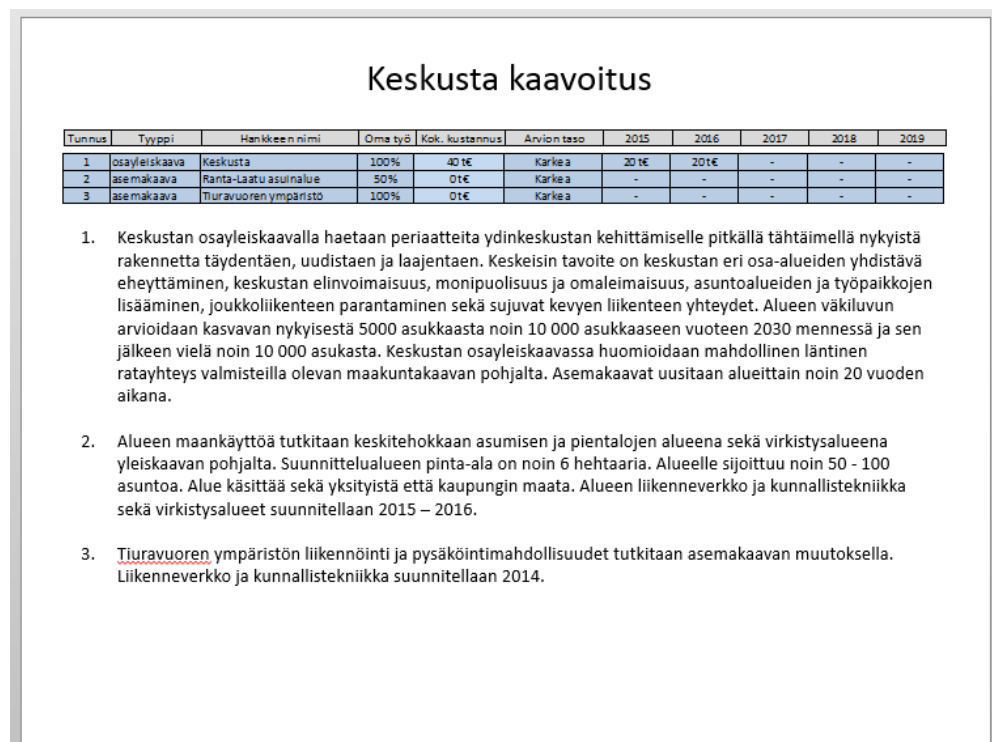 Keskusta kaavoitus
Tunnus Tyyppi Hankkeen nimi Oma työ Kok. kustannus Arvion taso 2015 2016 2017 2018 2019
1 osayleiskaava Keskusta 100% 40 t€ Karkea 20 t€ 20 t€ - - -
2 asemakaava Ranta-Laatu asuinalue 50% 0 t€ Karkea - - - - -
3 asemakaava Tiuravuoren ympäristö 100% 0 t€ Karkea - - - - -
1. Keskustan osayleiskaavalla haetaan periaatteita ydinkeskustan kehittämiselle pitkällä tähtäimellä nykyistä
rakennetta täydentäen, uudistaen ja laajentaen. Keskeisin tavoite on keskustan eri osa-alueiden yhdistävä
eheyttäminen, keskustan elinvoimaisuus, monipuolisuus ja omaleimaisuus, asuntoalueiden ja työpaikkojen
lisääminen, joukkoliikenteen parantaminen sekä sujuvat kevyen liikenteen yhteydet. Alueen väkiluvun
arvioidaan kasvavan nykyisestä 5000 asukkaasta noin 10 000 asukkaaseen vuoteen 2030 mennessä ja sen
jälkeen vielä noin 10 000 asukasta. Keskustan osayleiskaavassa huomioidaan mahdollinen läntinen
ratayhteys valmisteilla olevan maakuntakaavan pohjalta. Asemakaavat uusitaan alueittain noin 20 vuoden
aikana.
2. Alueen maankäyttöä tutkitaan keskitehokkaan asumisen ja pientalojen alueena sekä virkistysalueena
yleiskaavan pohjalta. Suunnittelualueen pinta-ala on noin 6 hehtaaria. Alueelle sijoittuu noin 50 - 100
asuntoa. Alue käsittää sekä yksityistä että kaupungin maata. Alueen liikenneverkko ja kunnallistekniikka
sekä virkistysalueet suunnitellaan 2015 – 2016.
3. Tiuravuoren ympäristön liikennöinti ja pysäköintimahdollisuudet tutkitaan asemakaavan muutoksella.
Liikenneverkko ja kunnallistekniikka suunnitellaan 2014.